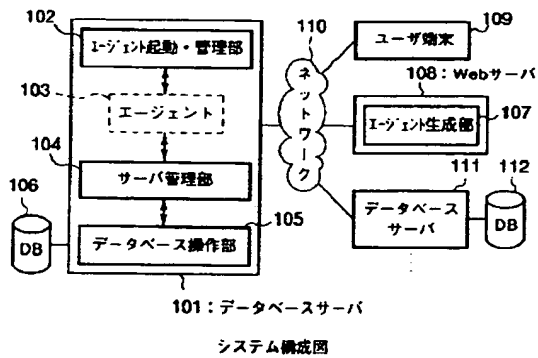 102
エージェント起動・管理部
103
エージェント
104
サーバ管理部
106
DB
105
データベース操作部
101：データベースサーバ
110
ネットワーク
109
ユーザ端末
108：Webサーバ
エージェント生成部
107
111
データベース
サーバ
112
DB
システム構成図